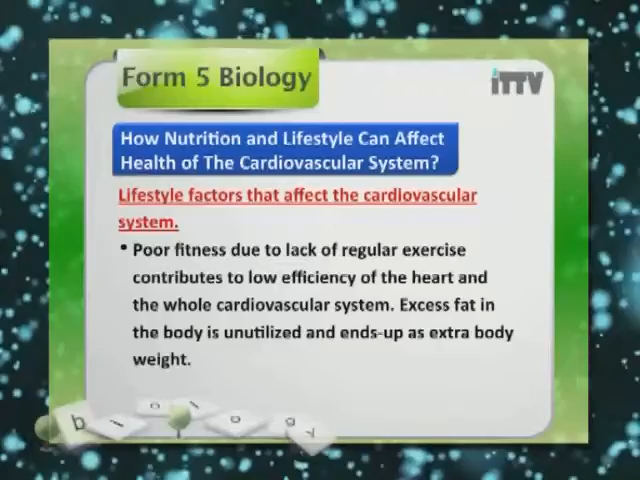 Form 5 Biology
iTTV
How Nutrition and Lifestyle Can Affect
Health of The Cardiovascular System?
Lifestyle factors that affect the cardiovascular
system.
• Poor fitness due to lack of regular exercise
contributes to low efficiency of the heart and
the whole cardiovascular system. Excess fat in
the body is unutilized and ends-up as extra body
weight.
b i o l o g y